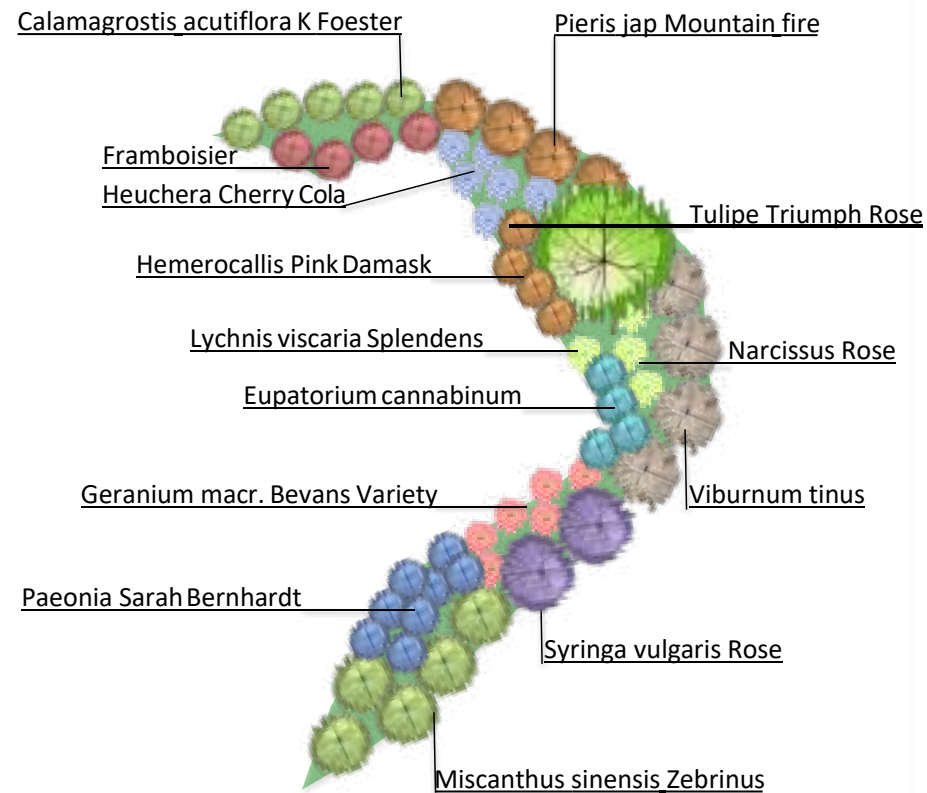 Calamagrostis acutiflora K Foester
Pieris jap Mountain fire
Framboisier
Heuchera Cherry Cola
Tulipe Triumph Rose
Hemerocallis Pink Damask
Lychnis viscaria Splendens
Narcissus Rose
Eupatorium cannabinum
Geranium macr. Bevans Variety
Viburnum tinus
Paeonia Sarah Bernhardt
Syringa vulgaris Rose
Miscanthus sinensis Zebrinus